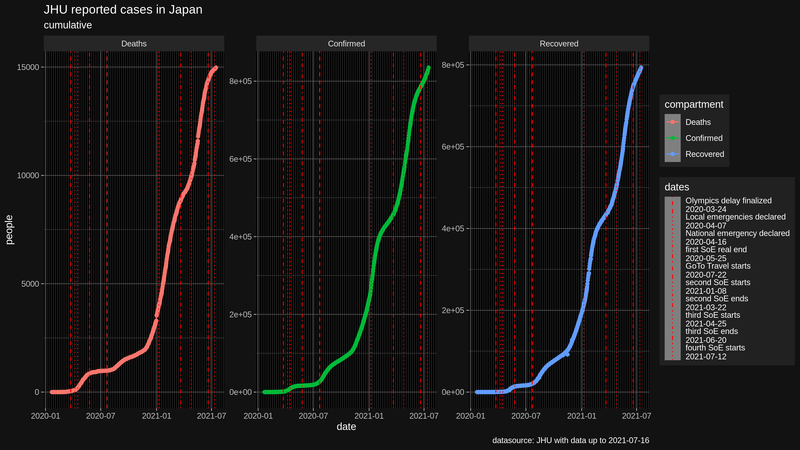 JHU reported cases in Japan
cumulative
Deaths
Confirmed
Recovered
15000
10000
5000
0
8e+05
6e+05
4e+05
2e+05
0e+00
8e+05
6e+05
4e+05
2e+05
0e+00
people
2020-01
2020-07
2021-01
2021-07
2020-01
2020-07
2021-01
2021-07
2020-01
2020-07
2021-01
2021-07
date
compartment
Deaths
Confirmed
Recovered
dates
Olympics delay finalized
2020-03-24
Local emergencies declared
2020-04-07
National emergency declared
2020-04-16
first SoE real end
2020-05-25
GoTo Travel starts
2020-07-22
second SoE starts
2021-01-08
second SoE ends
2021-03-22
third SoE starts
2021-04-25
third SoE ends
2021-06-20
fourth SoE starts
2021-07-12
datasource: JHU with data up to 2021-07-16